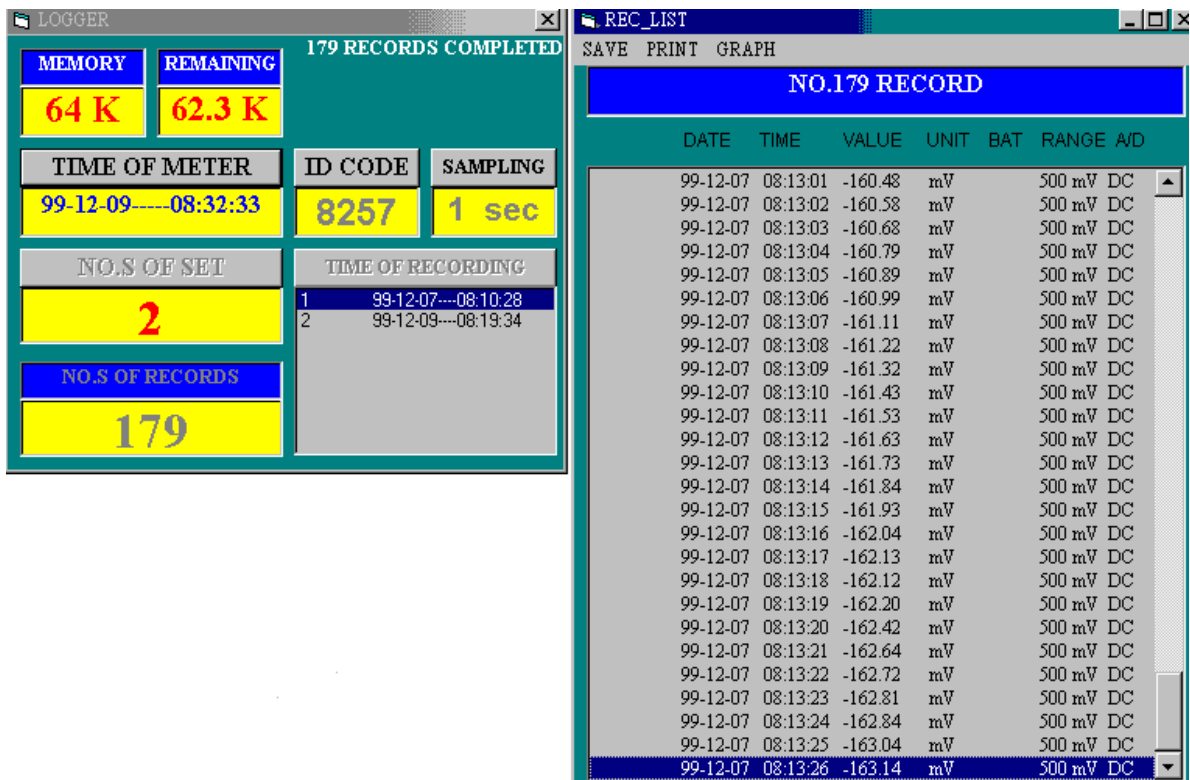 LOGGER
179 RECORDS COMPLETED
MEMORY REMAINING
64 K 62.3 K
TIME OF METER ID CODE SAMPLING
99-12-09-----08:32:33 8257 1 sec
NO.S OF SET TIME OF RECORDING
2
1 99-12-07----08:10:28
2 99-12-09----08:19:34
NO.S OF RECORDS
179
REC_LIST
SAVE PRINT GRAPH
NO.179 RECORD
DATE TIME VALUE UNIT BAT RANGE A/D
99-12-07 08:13:01 -160.48 mV 500 mV DC
99-12-07 08:13:02 -160.58 mV 500 mV DC
99-12-07 08:13:03 -160.68 mV 500 mV DC
99-12-07 08:13:04 -160.79 mV 500 mV DC
99-12-07 08:13:05 -160.89 mV 500 mV DC
99-12-07 08:13:06 -160.99 mV 500 mV DC
99-12-07 08:13:07 -161.11 mV 500 mV DC
99-12-07 08:13:08 -161.22 mV 500 mV DC
99-12-07 08:13:09 -161.32 mV 500 mV DC
99-12-07 08:13:10 -161.43 mV 500 mV DC
99-12-07 08:13:11 -161.53 mV 500 mV DC
99-12-07 08:13:12 -161.63 mV 500 mV DC
99-12-07 08:13:13 -161.73 mV 500 mV DC
99-12-07 08:13:14 -161.84 mV 500 mV DC
99-12-07 08:13:15 -161.93 mV 500 mV DC
99-12-07 08:13:16 -162.04 mV 500 mV DC
99-12-07 08:13:17 -162.13 mV 500 mV DC
99-12-07 08:13:18 -162.12 mV 500 mV DC
99-12-07 08:13:19 -162.20 mV 500 mV DC
99-12-07 08:13:20 -162.42 mV 500 mV DC
99-12-07 08:13:21 -162.64 mV 500 mV DC
99-12-07 08:13:22 -162.72 mV 500 mV DC
99-12-07 08:13:23 -162.81 mV 500 mV DC
99-12-07 08:13:24 -162.84 mV 500 mV DC
99-12-07 08:13:25 -163.04 mV 500 mV DC
99-12-07 08:13:26 -163.14 mV 500 mV DC